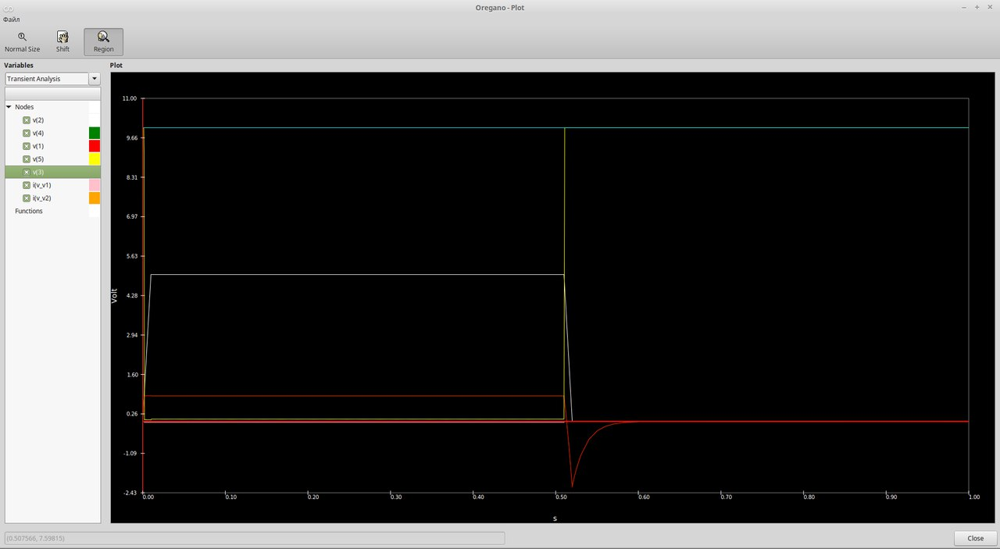 Oregano - Plot
Файл
Normal Size
Shift
Region
Variables
Plot
Transient Analysis
Nodes
v(2)
v(4)
v(1)
v(5)
v(3)
i(v_v1)
i(v_v2)
Functions
11.00
9.66
8.31
6.97
5.63
4.28
2.94
1.60
0.26
-1.09
-2.43
Volt
0.00 0.10 0.20 0.30 0.40 0.50 0.60 0.70 0.80 0.90 1.00
s
(0.507566, 7.59815)
Close